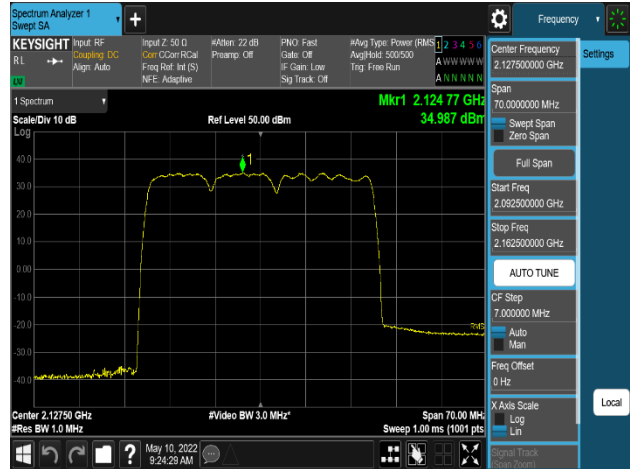 Spectrum Analyzer 1
Swept SA
+
Frequency
KEYSIGHT
RL
LW
Input: RF
Coupling: DC
Align: Auto
Input Z: 50 Ω
Corr CCorr RCal
Freq Ref: Int (S)
NFE: Adaptive
#Atten: 22 dB
Preamp: Off
PNO: Fast
Gate: Off
IF Gain: Low
Sig Track: Off
#Avg Type: Power (RMS
Avg|Hold: 500/500
Trig: Free Run
1 2 3 4 5 6
A W W W W W
A N N N N N
1 Spectrum
Scale/Div 10 dB
Log
Ref Level 50.00 dBm
Mkr1 2.124 77 GHz
34.987 dBm
40.0
30.0
20.0
10.0
0.00
-10.0
-20.0
-30.0
-40.0
1
RMS
Center 2.12750 GHz
#Res BW 1.0 MHz
#Video BW 3.0 MHz*
Span 70.00 MHz
Sweep 1.00 ms (1001 pts
?
May 10, 2022
9:24:29 AM
Center Frequency
2.127500000 GHz
Span
70.0000000 MHz
Swept Span
Zero Span
Full Span
Start Freq
2.092500000 GHz
Stop Freq
2.162500000 GHz
AUTO TUNE
CF Step
7.000000 MHz
Auto
Man
Freq Offset
0 Hz
X Axis Scale
Log
Lin
Signal Track
(Span Zoom)
Settings
Local